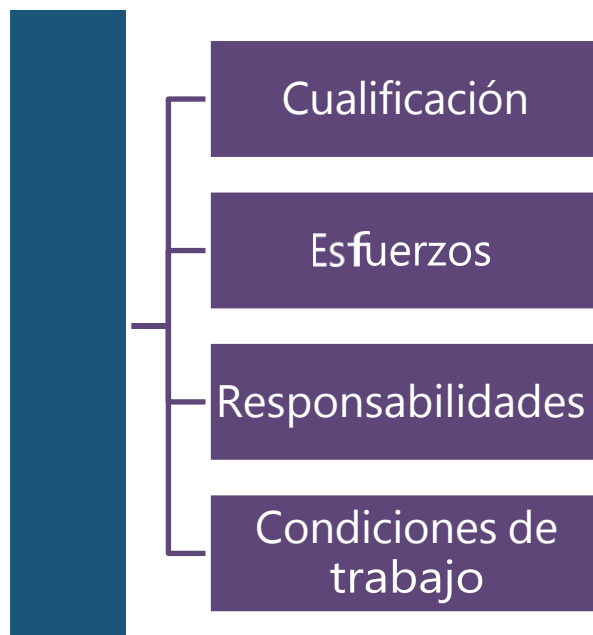 Cualificación
Esfuerzos
Responsabilidades
Condiciones de
trabajo